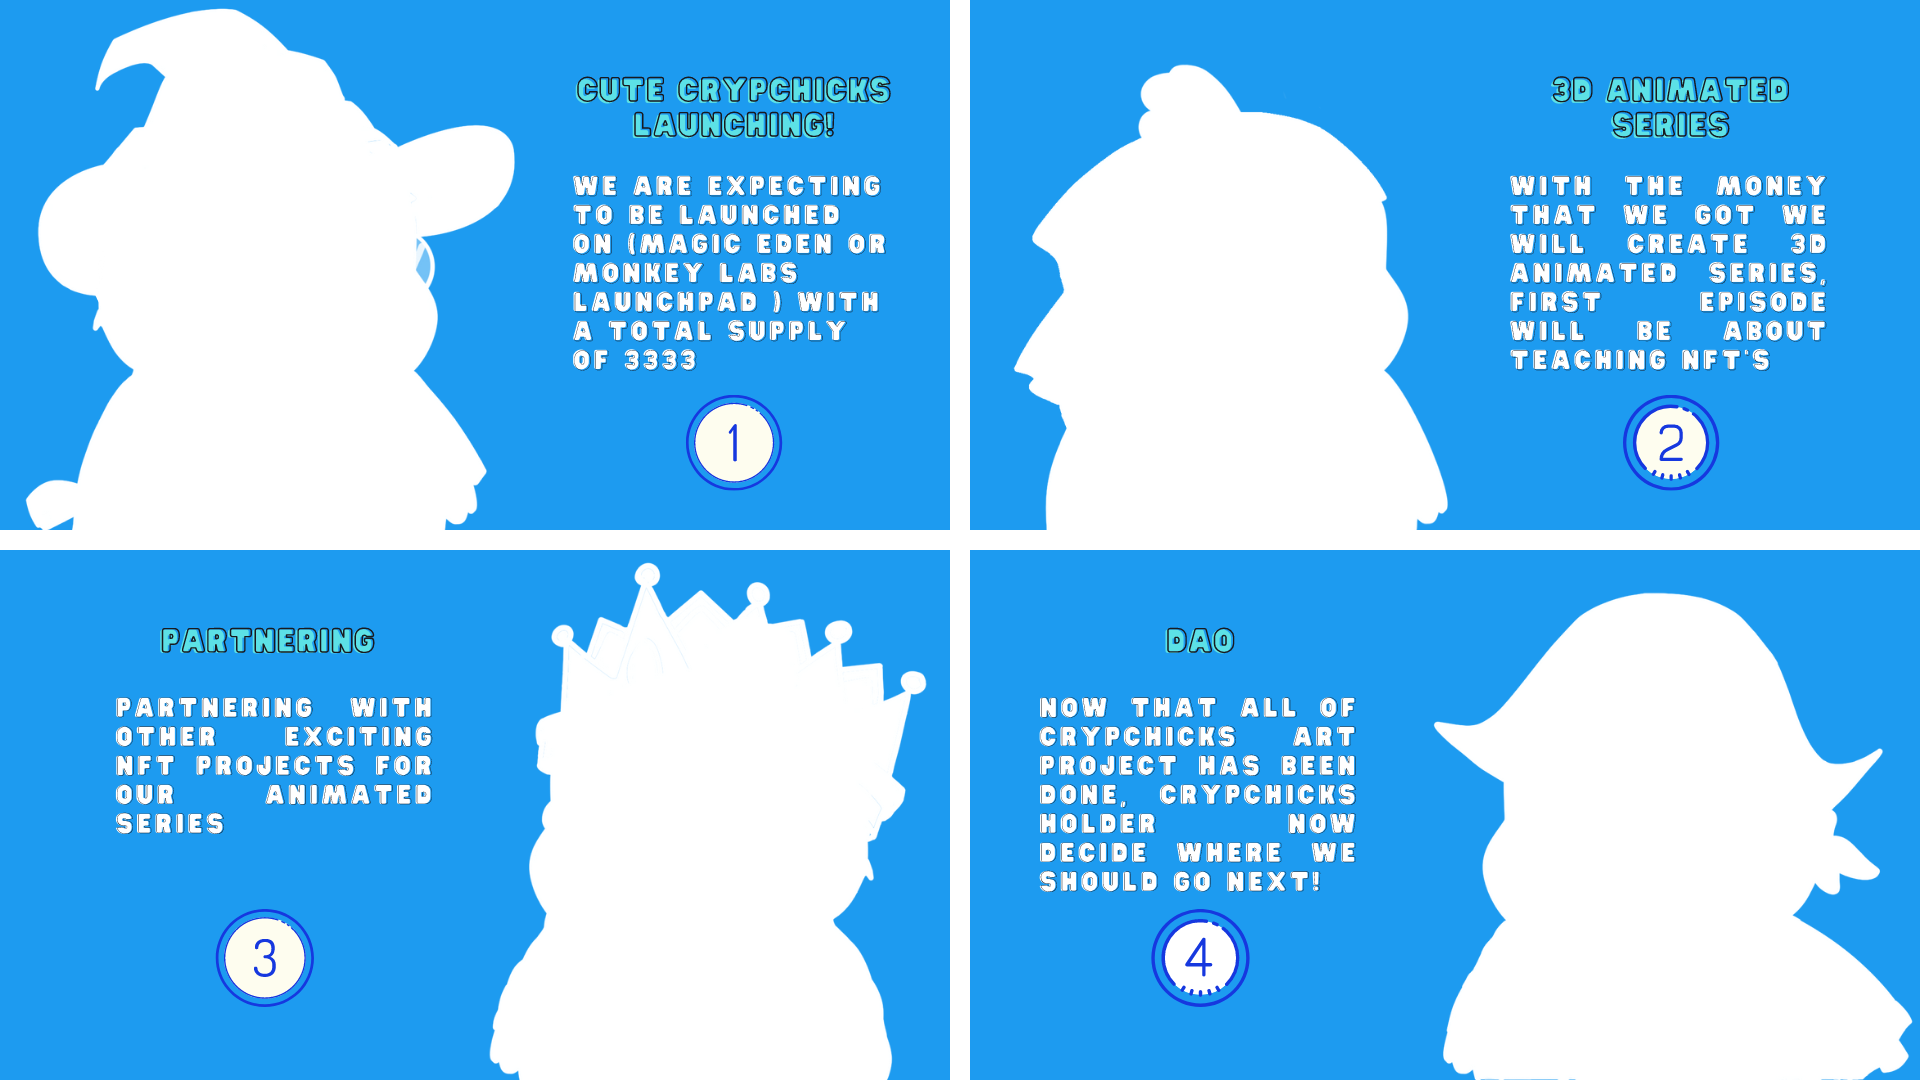 CUTE CRYPCHICKS
LAUNCHING!
WE ARE EXPECTING
TO BE LAUNCHED
ON (MAGIC EDEN OR
MONKEY LABS
LAUNCHPAD ) WITH
A TOTAL SUPPLY
OF 3333
1
3D ANIMATED
SERIES
WITH THE MONEY
THAT WE GOT WE
WILL CREATE 3D
ANIMATED SERIES,
FIRST EPISODE
WILL BE ABOUT
TEACHING NFT'S
2
PARTNERING
PARTNERING WITH
OTHER EXCITING
NFT PROJECTS FOR
OUR ANIMATED
SERIES
3
DAO
NOW THAT ALL OF
CRYPCHICKS ART
PROJECT HAS BEEN
DONE, CRYPCHICKS
HOLDER NOW
DECIDE WHERE WE
SHOULD GO NEXT!
4